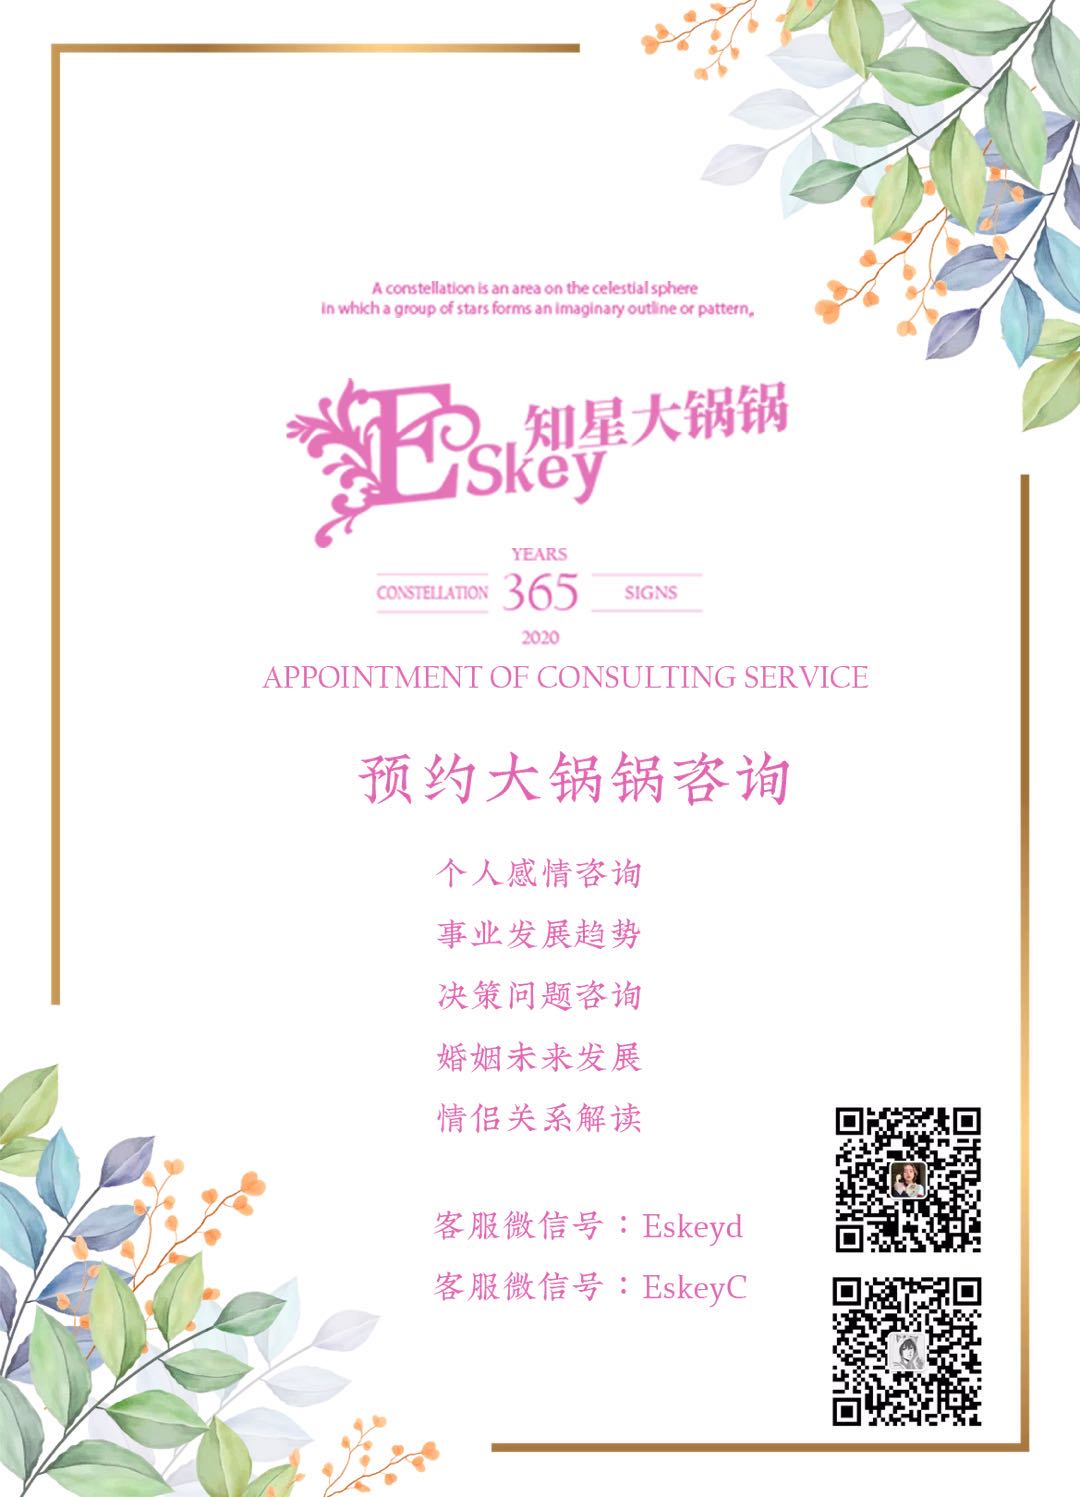 A constellation is an area on the celestial sphere
in which a group of stars forms an imaginary outline or pattern。
Eskey 知星大锅锅
YEARS
CONSTELLATION 365 SIGNS
2020
APPOINTMENT OF CONSULTING SERVICE
预约大锅锅咨询
个人感情咨询
事业发展趋势
决策问题咨询
婚姻未来发展
情侣关系解读
客服微信号：Eskeyd
客服微信号：EskeyC